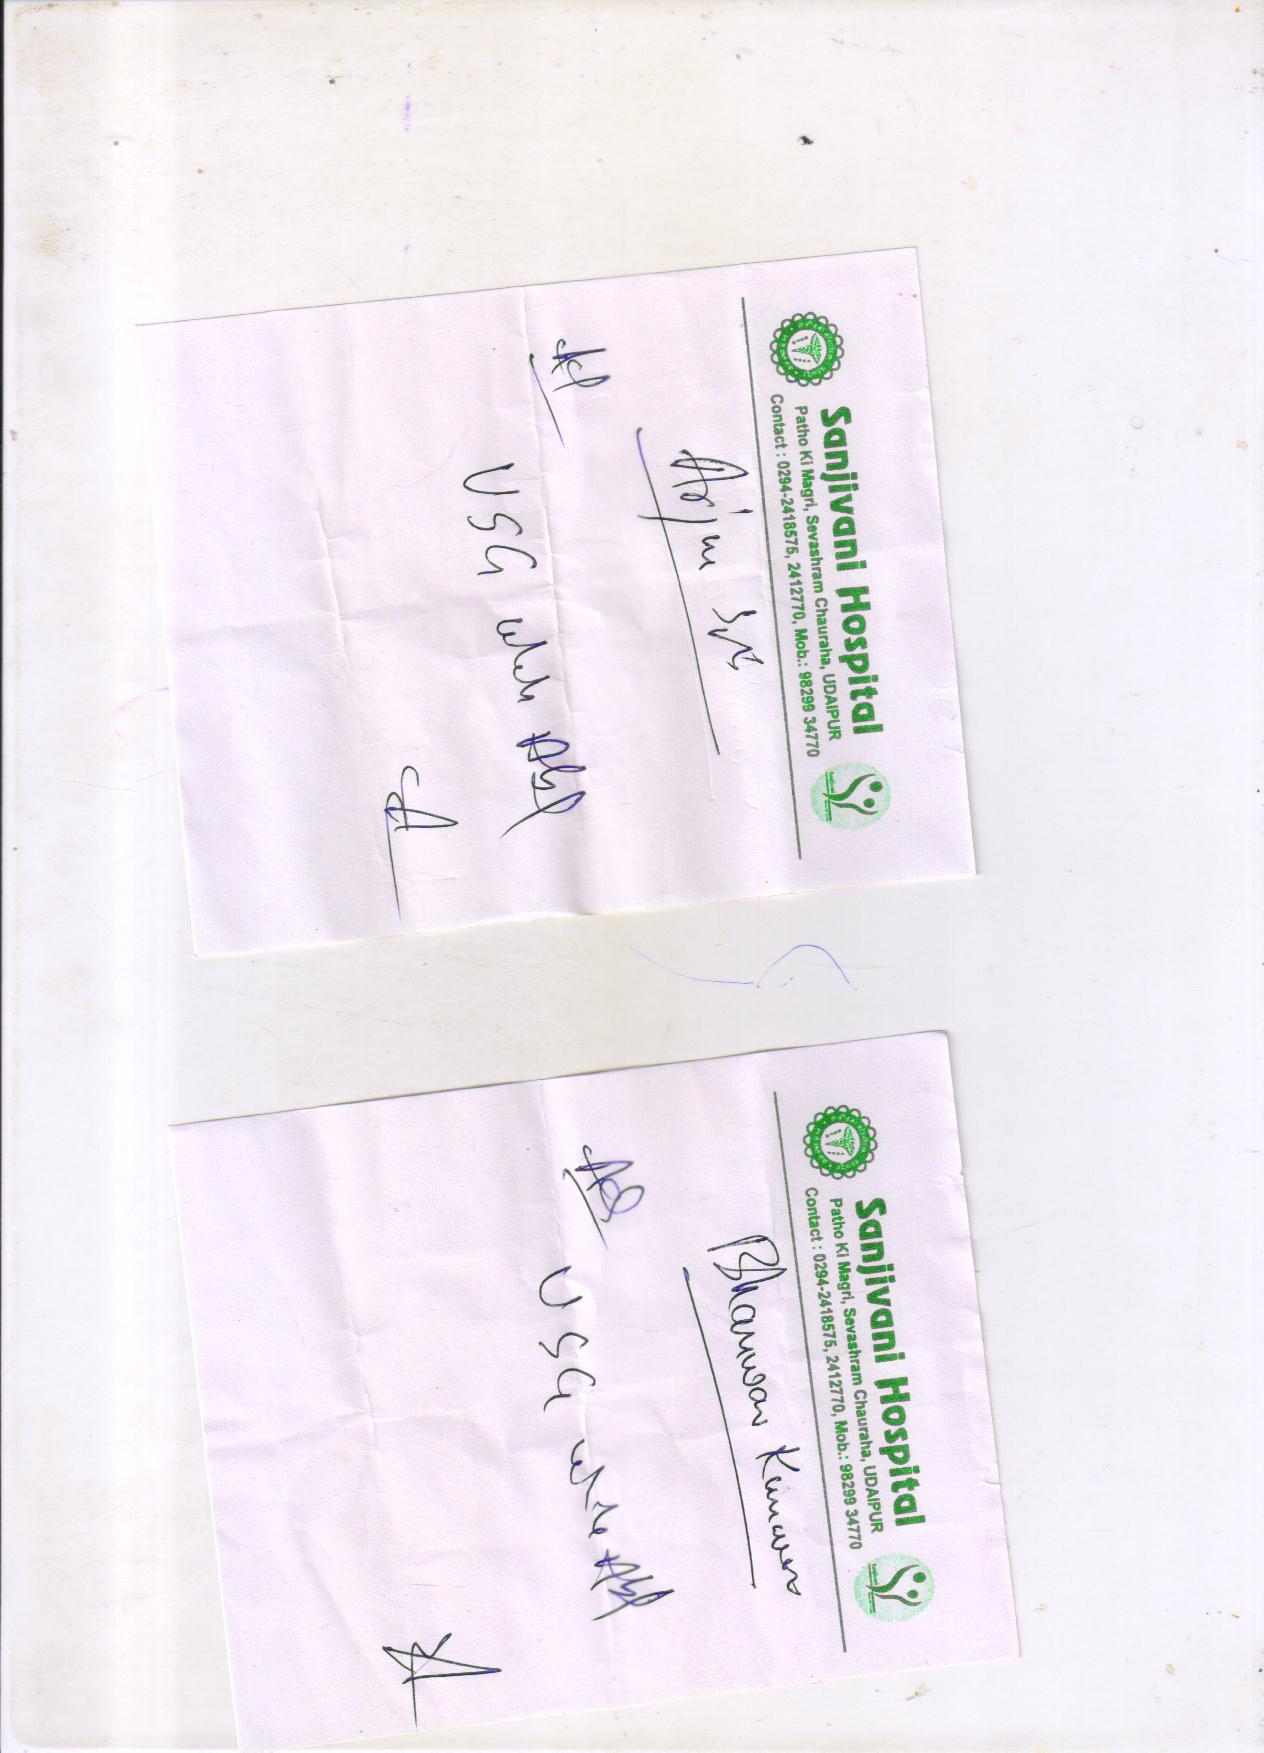 Sanjivani Hospital
Patho Ki Magri, Sevashram Chauraha, UDAIPUR
Contact : 0294-2418575, 2412770, Mob.: 98299 34770
Arjun
USG whole Abd
Sanjivani Hospital
Patho Ki Magri, Sevashram Chauraha, UDAIPUR
Contact : 0294-2418575, 2412770, Mob.: 98299 34770
Bhanwar Kanwar
USG whole Abd